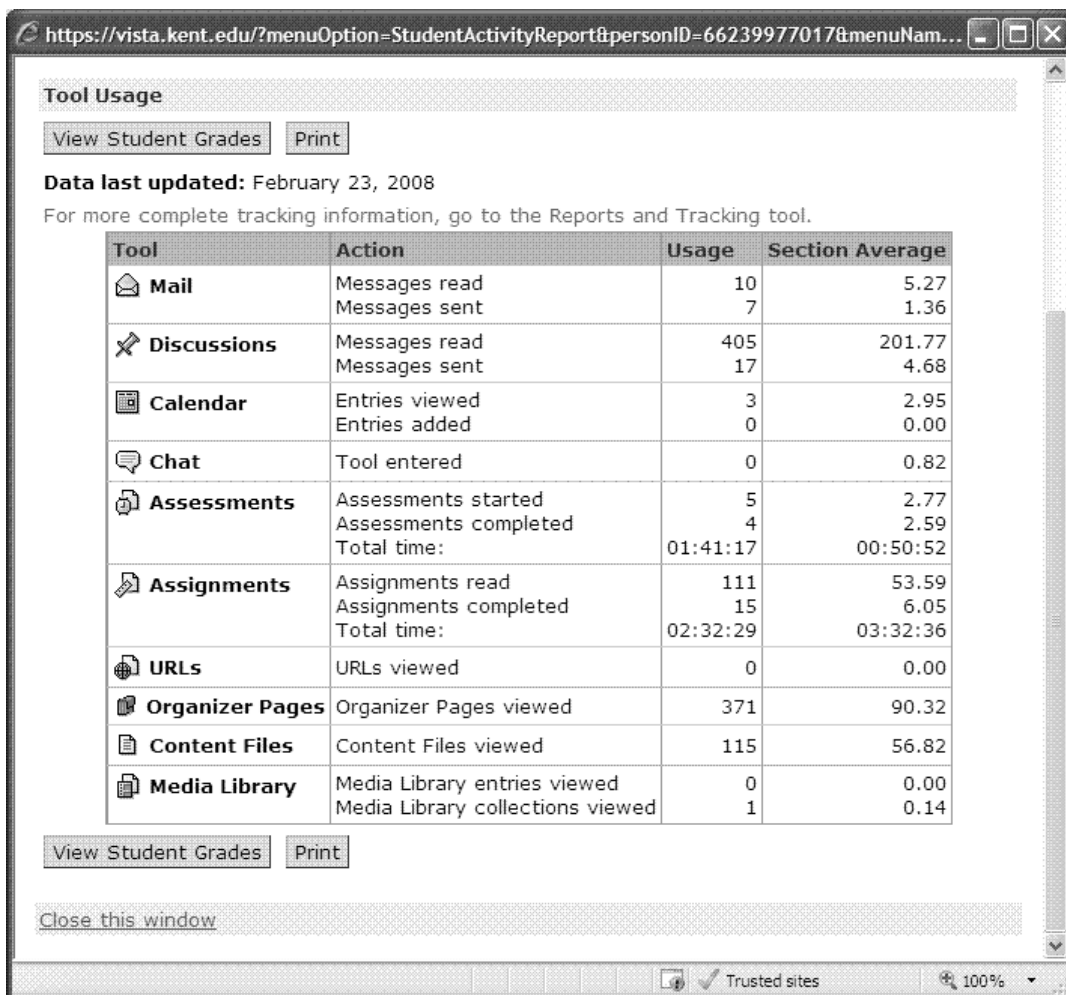 https://vista.kent.edu/?menuOption=StudentActivityReport&personID=66239977017&menuNam...
Tool Usage
View Student Grades Print
Data last updated: February 23, 2008
For more complete tracking information, go to the Reports and Tracking tool.
Tool Action Usage Section Average
Mail Messages read 10 5.27
Messages sent 7 1.36
Discussions Messages read 405 201.77
Messages sent 17 4.68
Calendar Entries viewed 3 2.95
Entries added 0 0.00
Chat Tool entered 0 0.82
Assessments Assessments started 5 2.77
Assessments completed 4 2.59
Total time: 01:41:17 00:50:52
Assignments Assignments read 111 53.59
Assignments completed 15 6.05
Total time: 02:32:29 03:32:36
URLs URLs viewed 0 0.00
Organizer Pages Organizer Pages viewed 371 90.32
Content Files Content Files viewed 115 56.82
Media Library Media Library entries viewed 0 0.00
Media Library collections viewed 1 0.14
View Student Grades Print
Close this window
Trusted sites 100%